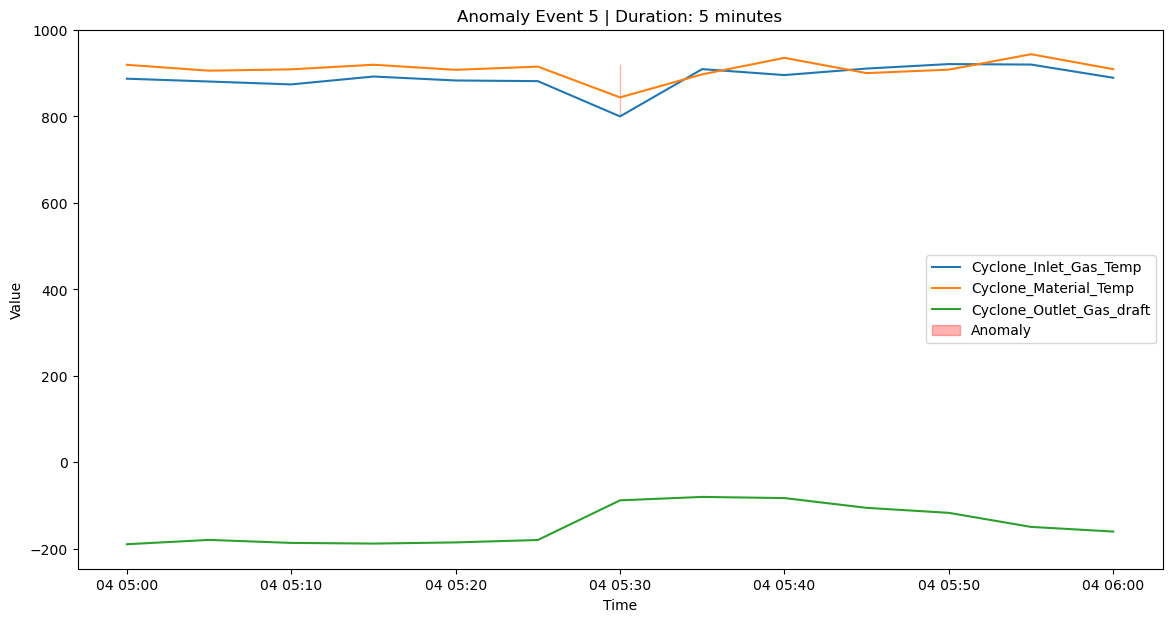 Anomaly Event 5 | Duration: 5 minutes
1000
800
600
400
200
0
−200
Value
Cyclone_Inlet_Gas_Temp
Cyclone_Material_Temp
Cyclone_Outlet_Gas_draft
Anomaly
04 05:00 04 05:10 04 05:20 04 05:30 04 05:40 04 05:50 04 06:00
Time